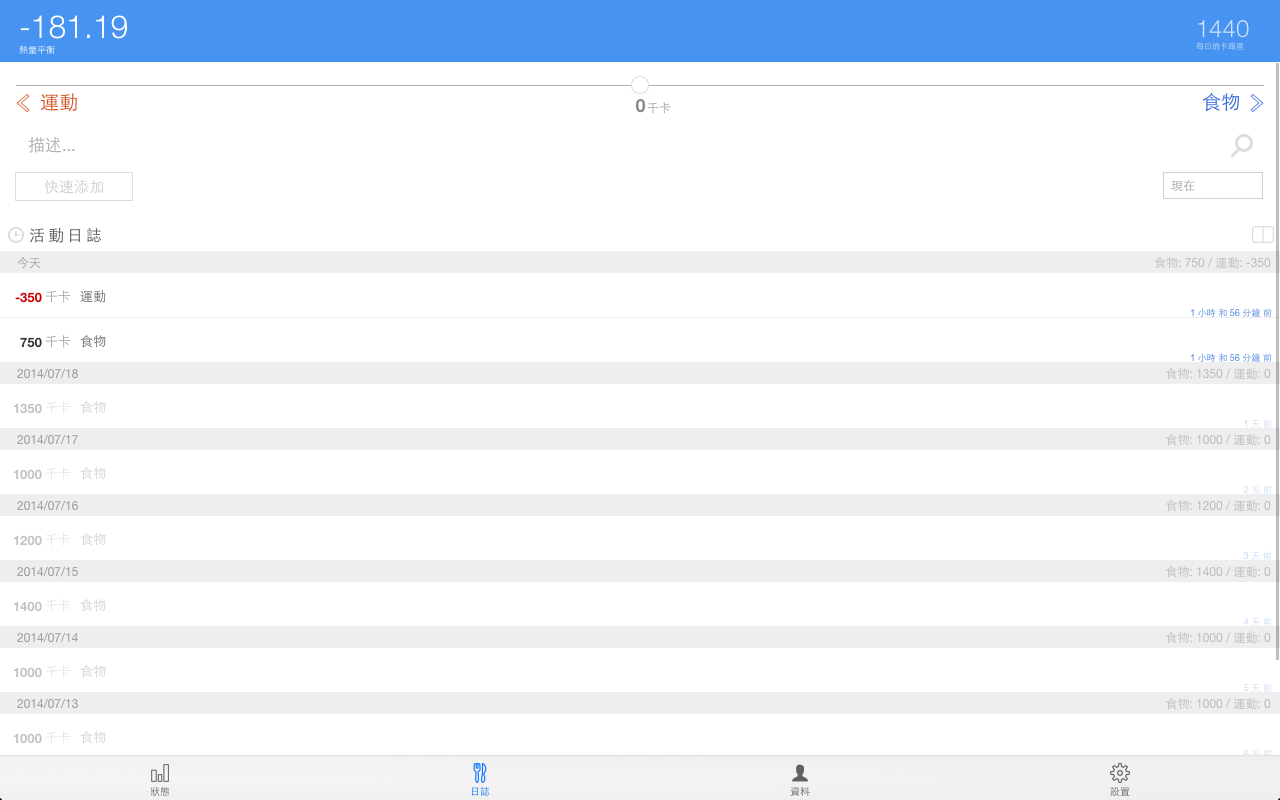 -181.19
熱量平衡
1440
每日的卡路里
運動
0千卡
食物
描述...
快速添加
現在
活動日誌
今天 食物: 750 / 運動: -350
-350 千卡 運動
1 小時 和 56 分鐘 前
750 千卡 食物
1 小時 和 56 分鐘 前
2014/07/18 食物: 1350 / 運動: 0
1350 千卡 食物
1 天 前
2014/07/17 食物: 1000 / 運動: 0
1000 千卡 食物
2 天 前
2014/07/16 食物: 1200 / 運動: 0
1200 千卡 食物
3 天 前
2014/07/15 食物: 1400 / 運動: 0
1400 千卡 食物
4 天 前
2014/07/14 食物: 1000 / 運動: 0
1000 千卡 食物
5 天 前
2014/07/13 食物: 1000 / 運動: 0
1000 千卡 食物
6 天 前
狀態 日誌 資料 設置